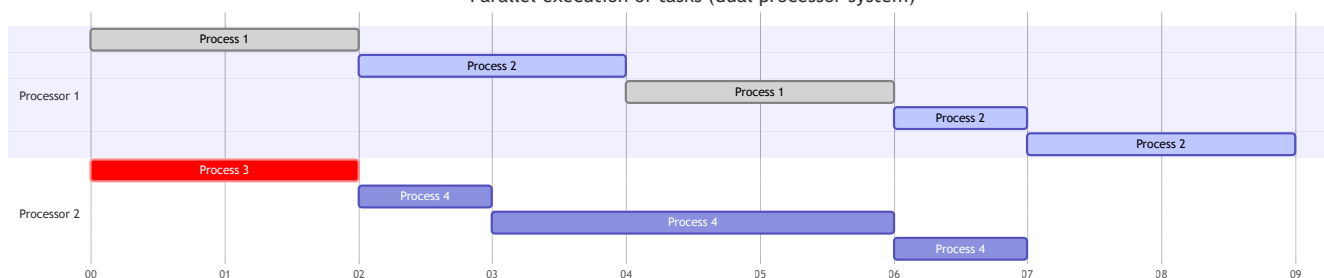 Parallel execution of tasks (dual processor system)
Process 1
Process 2
Processor 1
Process 1
Process 2
Process 2
Process 3
Process 4
Processor 2
Process 4
Process 4
00 01 02 03 04 05 06 07 08 09